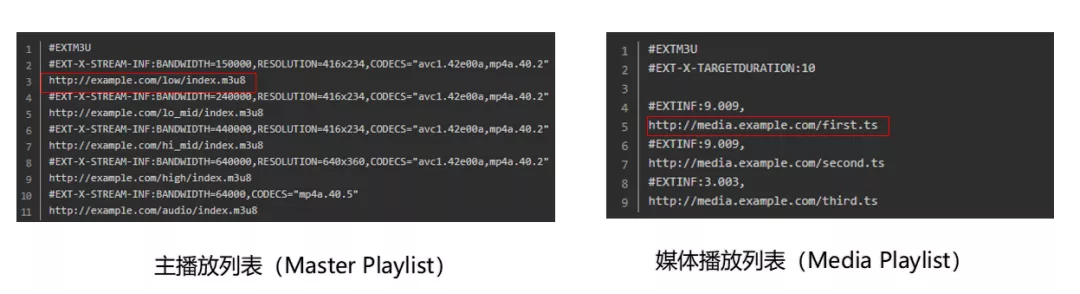 1 #EXTM3U
2 #EXT-X-STREAM-INF:BANDWIDTH=150000,RESOLUTION=416x234,CODECS="avc1.42e00a,mp4a.40.2"
3 http://example.com/low/index.m3u8
4 #EXT-X-STREAM-INF:BANDWIDTH=240000,RESOLUTION=416x234,CODECS="avc1.42e00a,mp4a.40.2"
5 http://example.com/lo_mid/index.m3u8
6 #EXT-X-STREAM-INF:BANDWIDTH=440000,RESOLUTION=416x234,CODECS="avc1.42e00a,mp4a.40.2"
7 http://example.com/hi_mid/index.m3u8
8 #EXT-X-STREAM-INF:BANDWIDTH=640000,RESOLUTION=640x360,CODECS="avc1.42e00a,mp4a.40.2"
9 http://example.com/high/index.m3u8
10 #EXT-X-STREAM-INF:BANDWIDTH=64000,CODECS="mp4a.40.5"
11 http://example.com/audio/index.m3u8
主播放列表（Master Playlist）
1 #EXTM3U
2 #EXT-X-TARGETDURATION:10
3
4 #EXTINF:9.009,
5 http://media.example.com/first.ts
6 #EXTINF:9.009,
7 http://media.example.com/second.ts
8 #EXTINF:3.003,
9 http://media.example.com/third.ts
媒体播放列表（Media Playlist）